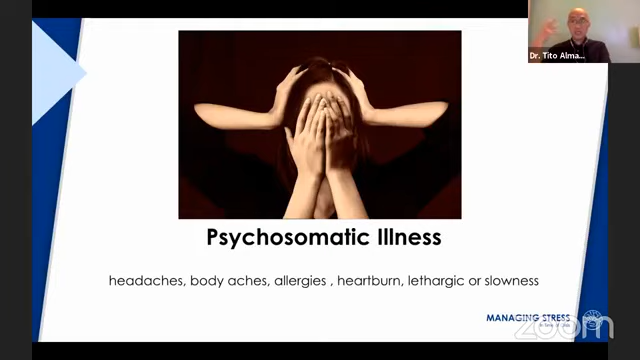 Dr. Tito Alma...
Psychosomatic Illness
headaches, body aches, allergies , heartburn, lethargic or slowness
MANAGING STRESS
zoom